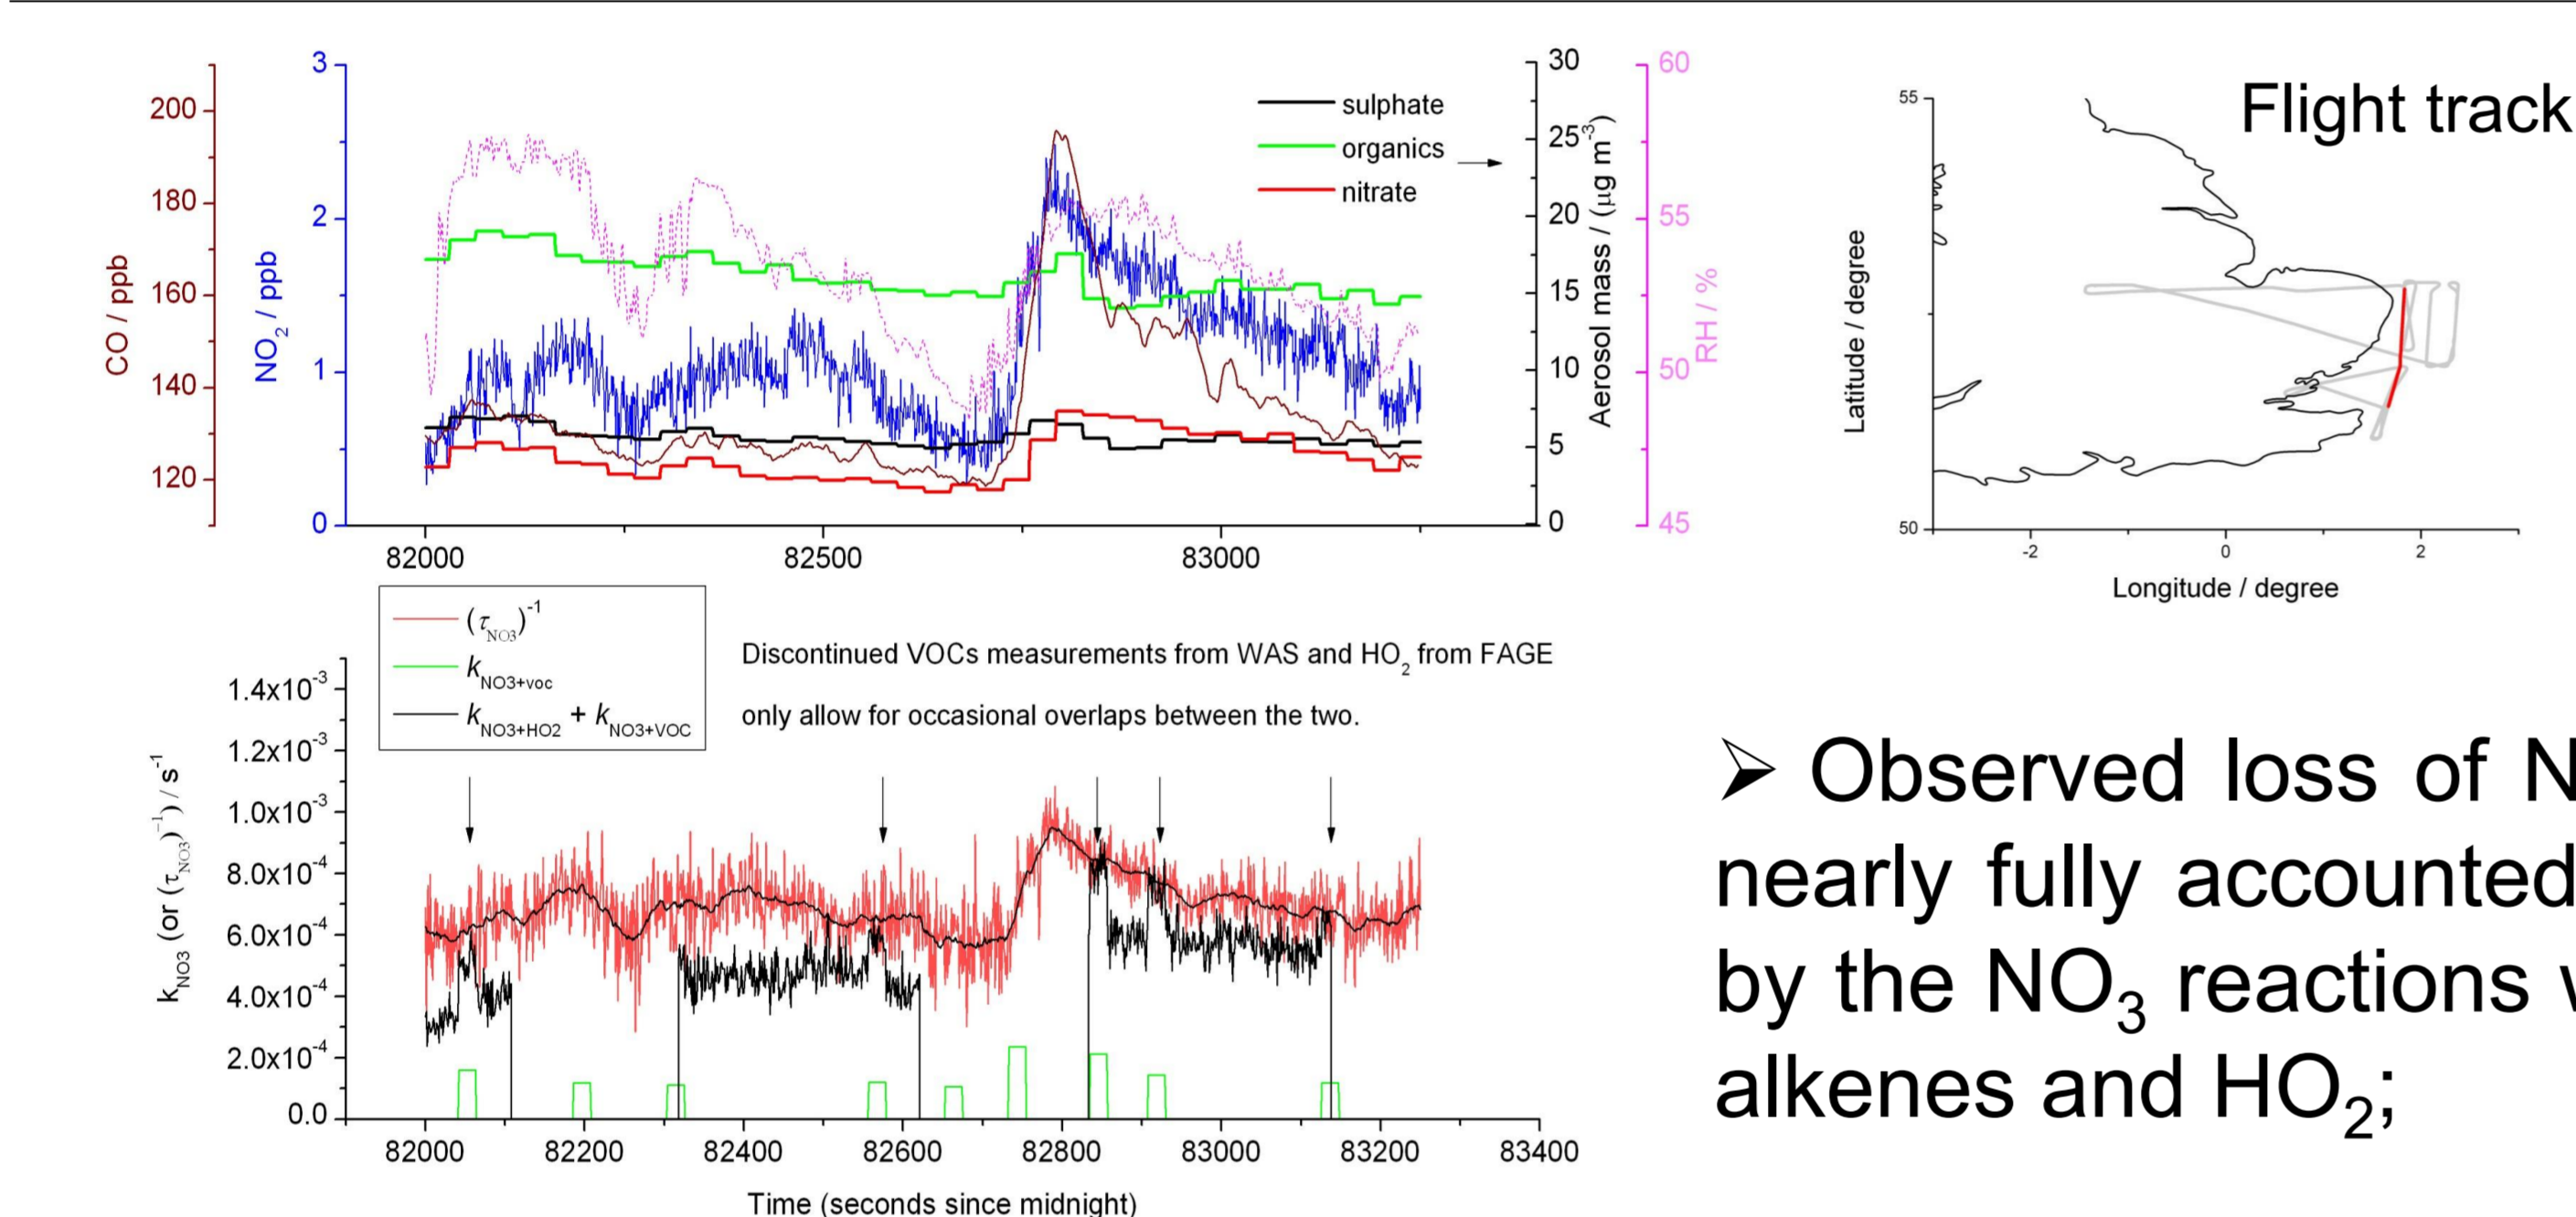 3
2
1
0
NO2 / ppb
200
180
160
140
120
CO / ppb
30
25
20
15
10
5
0
Aerosol mass / (µg m-3)
60
55
50
45
RH / %
sulphate
organics
nitrate
82000 82500 83000
Flight track
55
50
Latitude / degree
-2 0 2
Longitude / degree
(τNO3)-1
kNO3+voc
kNO3+HO2 + kNO3+VOC
Discontinued VOCs measurements from WAS and HO2 from FAGE
only allow for occasional overlaps between the two.
1.4x10-3
1.2x10-3
1.0x10-3
8.0x10-4
6.0x10-4
4.0x10-4
2.0x10-4
0.0
kNO3 (or (τNO3)-1) / s-1
82000 82200 82400 82600 82800 83000 83200 83400
Time (seconds since midnight)
➢ Observed loss of
nearly fully accounted
by the NO3 reactions
alkenes and HO2;